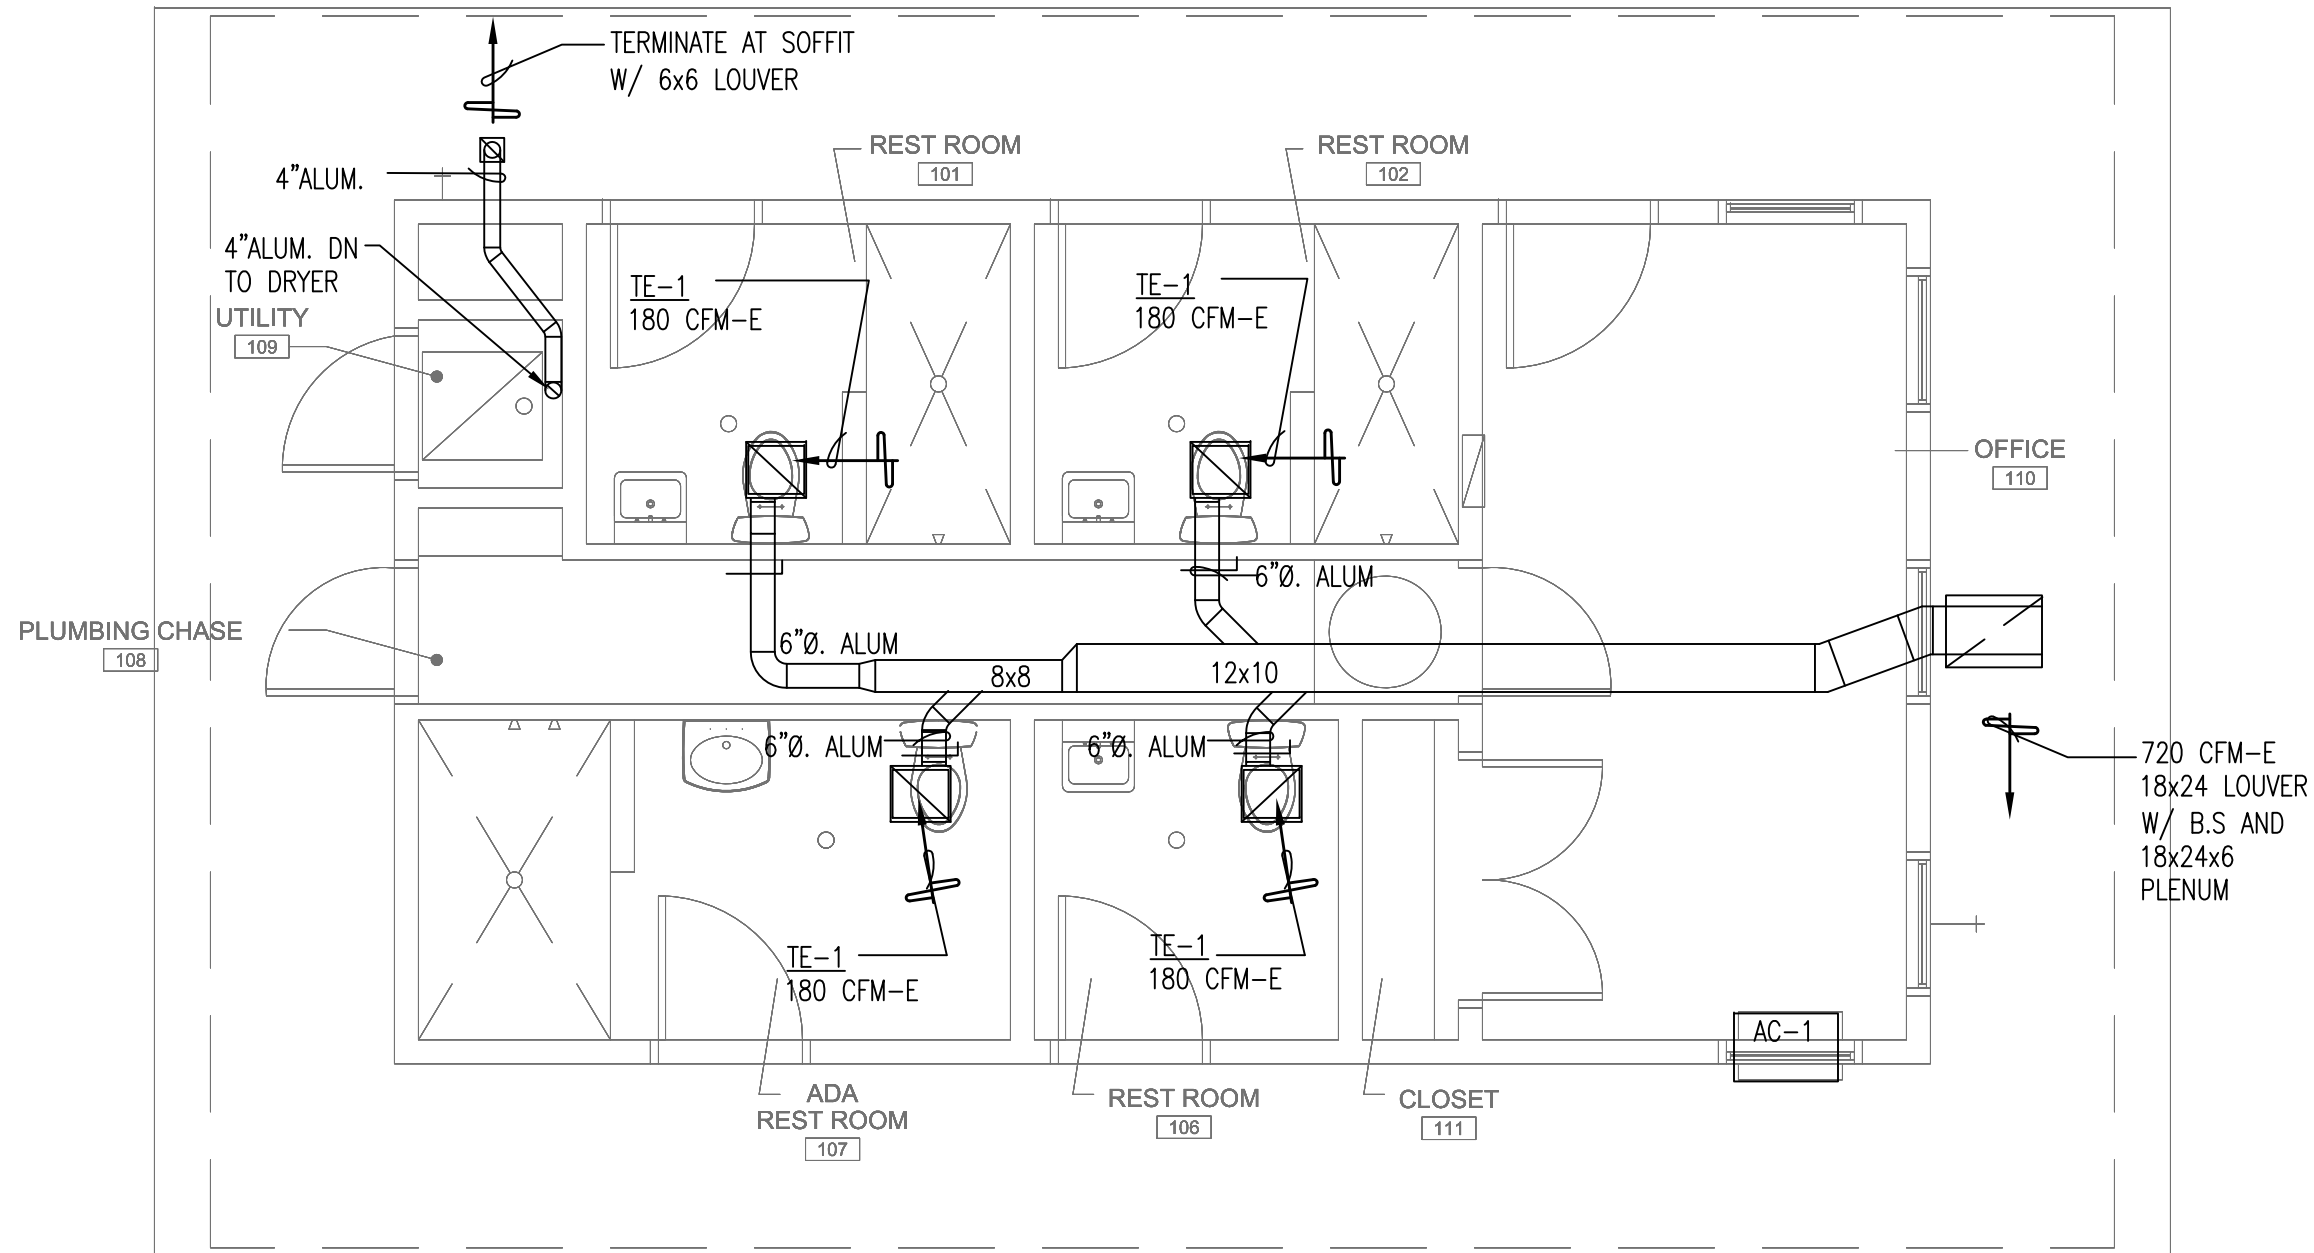 TERMINATE AT SOFFIT
W/ 6x6 LOUVER
REST ROOM
101
REST ROOM
102
4"ALUM.
4"ALUM. DN
TO DRYER
UTILITY
109
TE-1
180 CFM-E
TE-1
180 CFM-E
OFFICE
110
6"Ø. ALUM
PLUMBING CHASE
108
6"Ø. ALUM
8x8
12x10
6"Ø. ALUM
6"Ø. ALUM
720 CFM-E
18x24 LOUVER
W/ B.S AND
18x24x6
PLENUM
TE-1
180 CFM-E
TE-1
180 CFM-E
AC-1
ADA
REST ROOM
107
REST ROOM
106
CLOSET
111